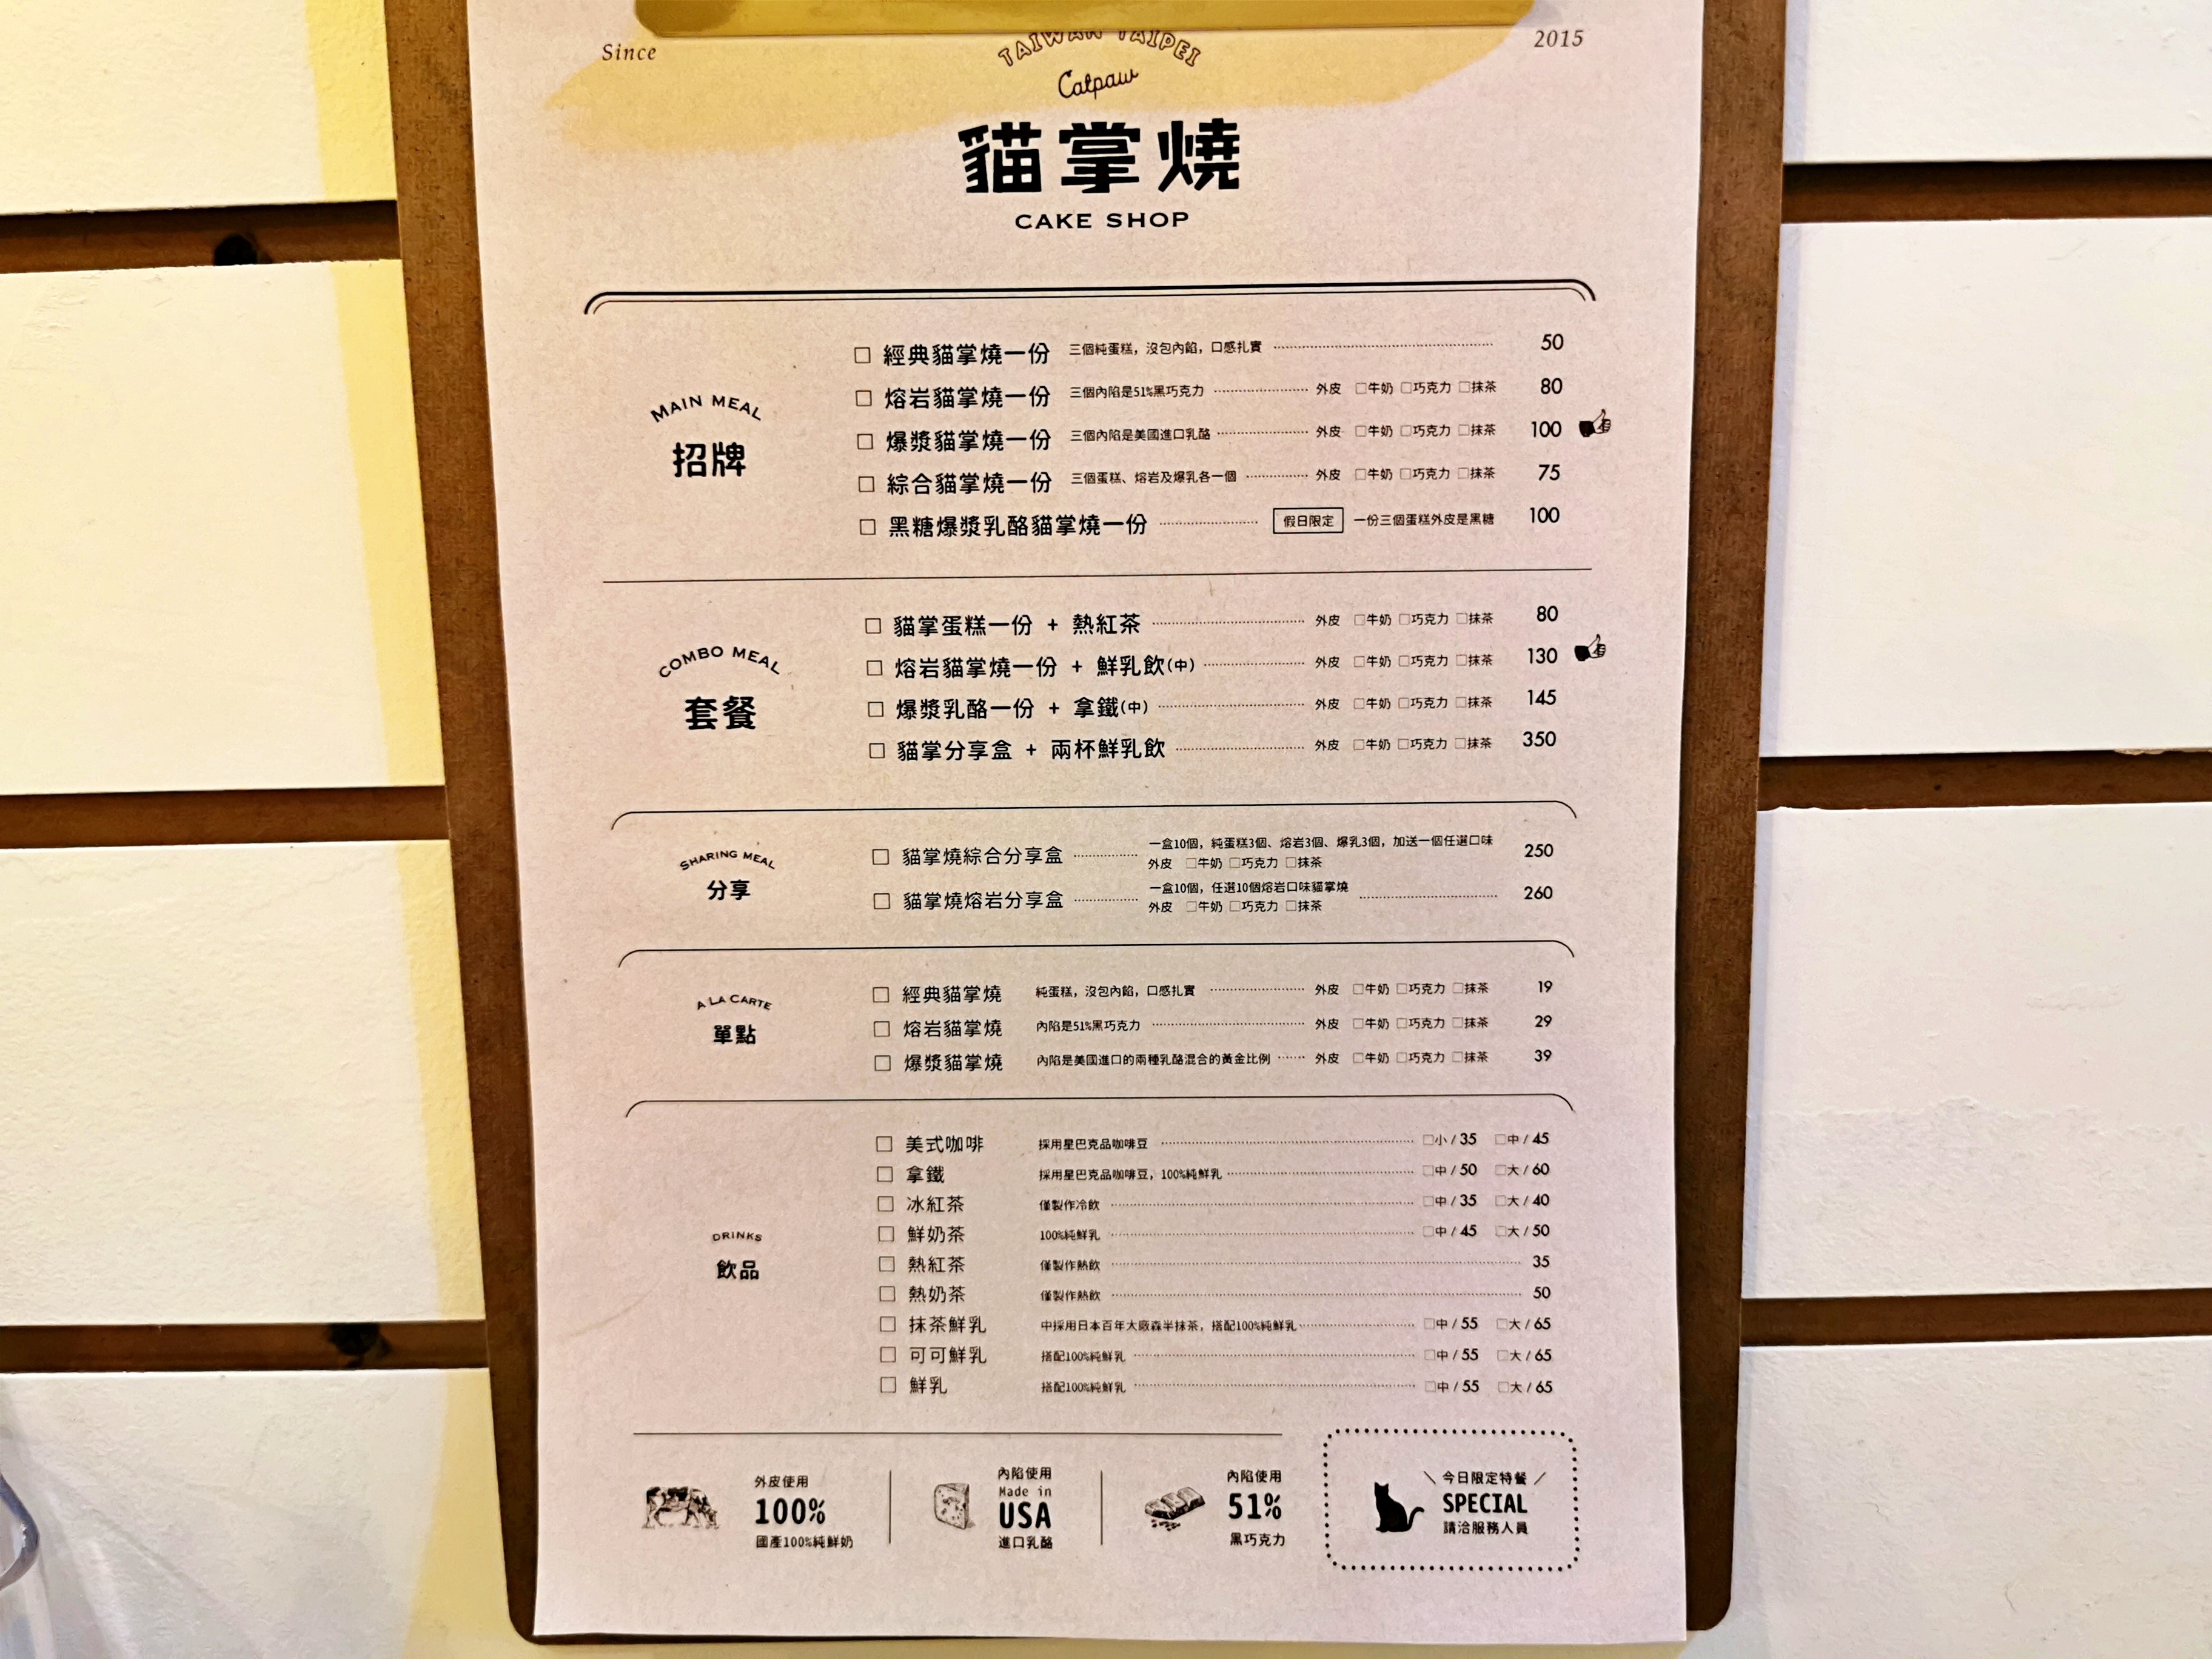 Since
2015
TAIWAN TAIPEI
Catpaw
貓掌燒
CAKE SHOP
MAIN MEAL
招牌
□ 經典貓掌燒一份 三個純蛋糕，沒包內餡，口感扎實 50
□ 熔岩貓掌燒一份 三個內陷是51%黑巧克力 外皮 □牛奶 □巧克力 □抹茶 80
□ 爆漿貓掌燒一份 三個內陷是美國進口乳酪 外皮 □牛奶 □巧克力 □抹茶 100
□ 綜合貓掌燒一份 三個蛋糕、熔岩及爆乳各一個 外皮 □牛奶 □巧克力 □抹茶 75
□ 黑糖爆漿乳酪貓掌燒一份 假日限定 一份三個蛋糕外皮是黑糖 100
COMBO MEAL
套餐
□ 貓掌蛋糕一份 + 熱紅茶 外皮 □牛奶 □巧克力 □抹茶 80
□ 熔岩貓掌燒一份 + 鮮乳飲(中) 外皮 □牛奶 □巧克力 □抹茶 130
□ 爆漿乳酪一份 + 拿鐵(中) 外皮 □牛奶 □巧克力 □抹茶 145
□ 貓掌分享盒 + 兩杯鮮乳飲 外皮 □牛奶 □巧克力 □抹茶 350
SHARING MEAL
分享
□ 貓掌燒綜合分享盒 一盒10個，純蛋糕3個、熔岩3個、爆乳3個，加送一個任選口味 250
外皮 □牛奶 □巧克力 □抹茶
□ 貓掌燒熔岩分享盒 一盒10個，任選10個熔岩口味貓掌燒 260
外皮 □牛奶 □巧克力 □抹茶
A LA CARTE
單點
□ 經典貓掌燒 純蛋糕，沒包內餡，口感扎實 外皮 □牛奶 □巧克力 □抹茶 19
□ 熔岩貓掌燒 內陷是51%黑巧克力 外皮 □牛奶 □巧克力 □抹茶 29
□ 爆漿貓掌燒 內陷是美國進口的兩種乳酪混合的黃金比例 外皮 □牛奶 □巧克力 □抹茶 39
DRINKS
飲品
□ 美式咖啡 採用星巴克品咖啡豆 □小 / 35 □中 / 45
□ 拿鐵 採用星巴克品咖啡豆，100%純鮮乳 □中 / 50 □大 / 60
□ 冰紅茶 僅製作冷飲 □中 / 35 □大 / 40
□ 鮮奶茶 100%純鮮乳 □中 / 45 □大 / 50
□ 熱紅茶 僅製作熱飲 35
□ 熱奶茶 僅製作熱飲 50
□ 抹茶鮮乳 中採用日本百年大廠森半抹茶，搭配100%純鮮乳 □中 / 55 □大 / 65
□ 可可鮮乳 搭配100%純鮮乳 □中 / 55 □大 / 65
□ 鮮乳 搭配100%純鮮乳 □中 / 55 □大 / 65
外皮使用
100%
國產100%純鮮奶
內陷使用
Made in
USA
進口乳酪
內陷使用
51%
黑巧克力
\ 今日限定特餐 /
SPECIAL
請洽服務人員